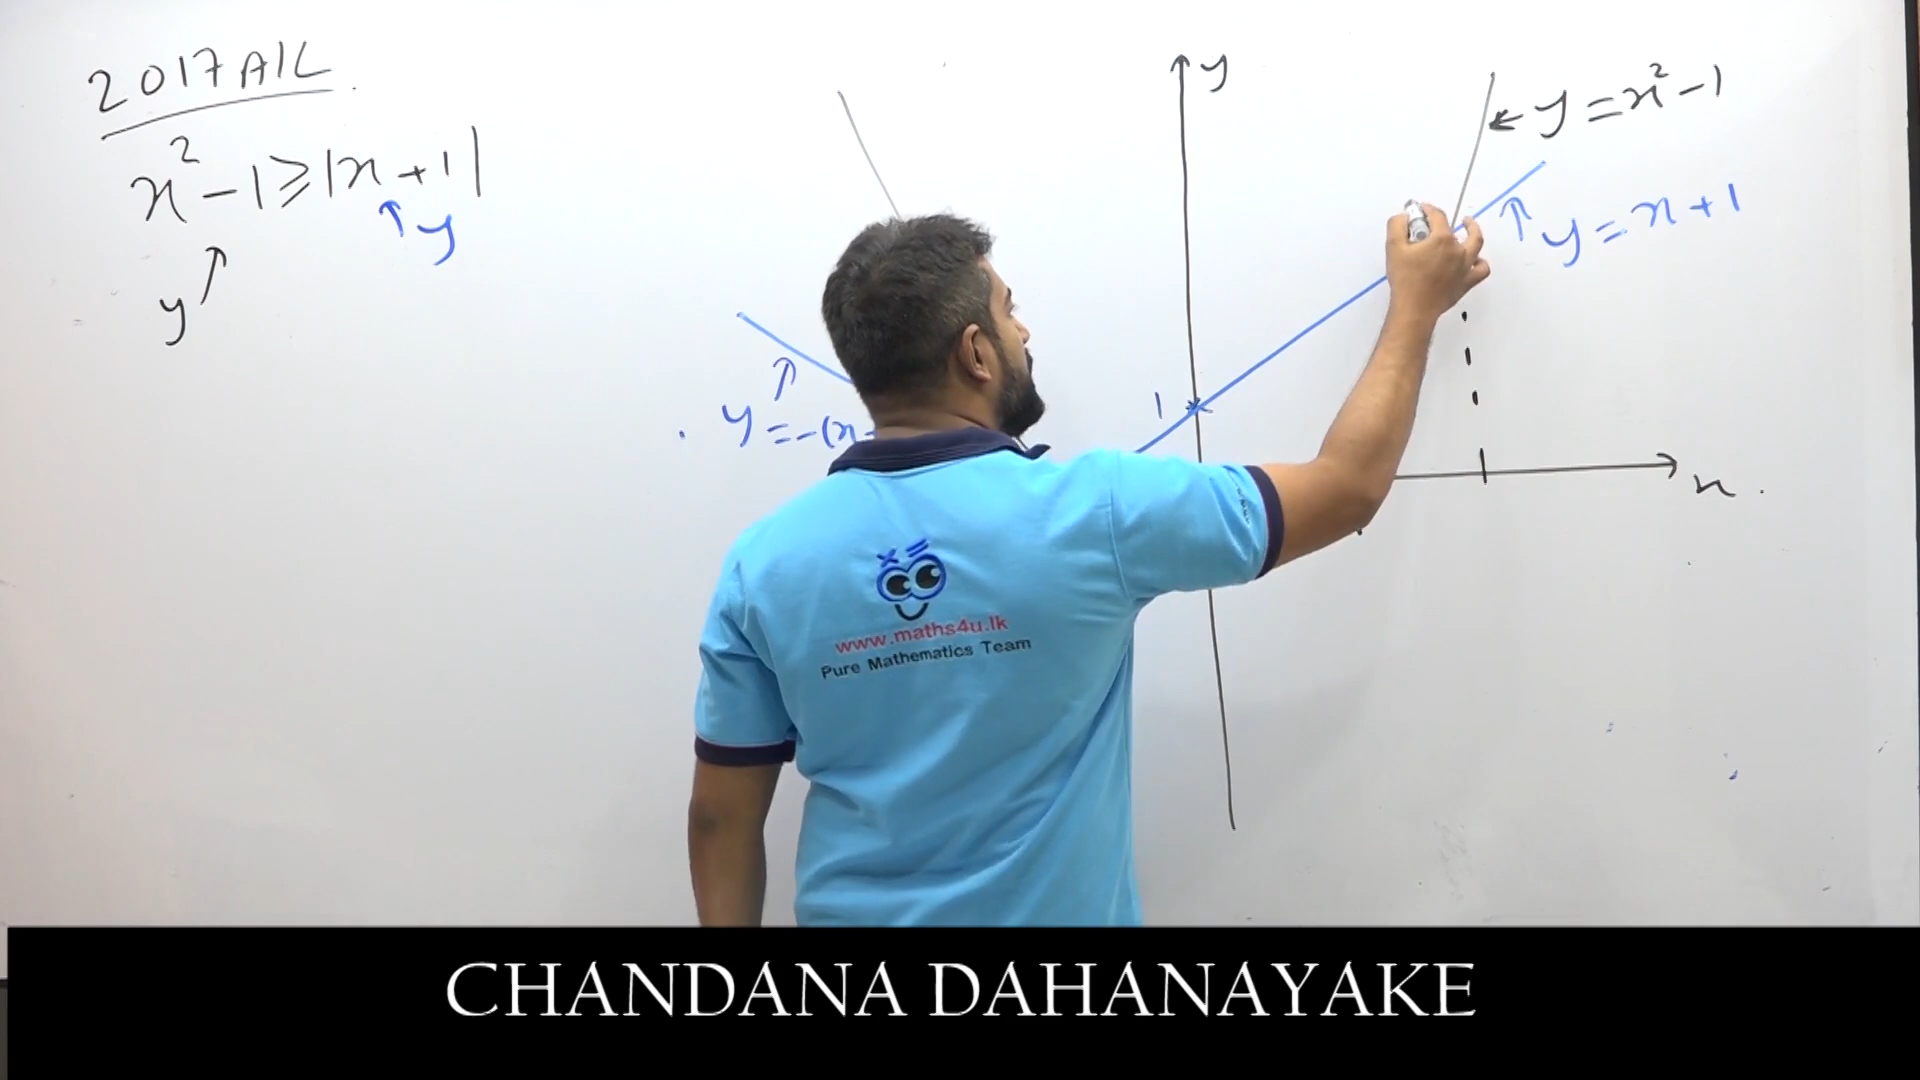 2017 A/L
x² - 1 ≥ |x + 1|
y
y
y
y = x² - 1
y = x + 1
1
y = -(x
x
www.maths4u.lk
Pure Mathematics Team
CHANDANA DAHANAYAKE